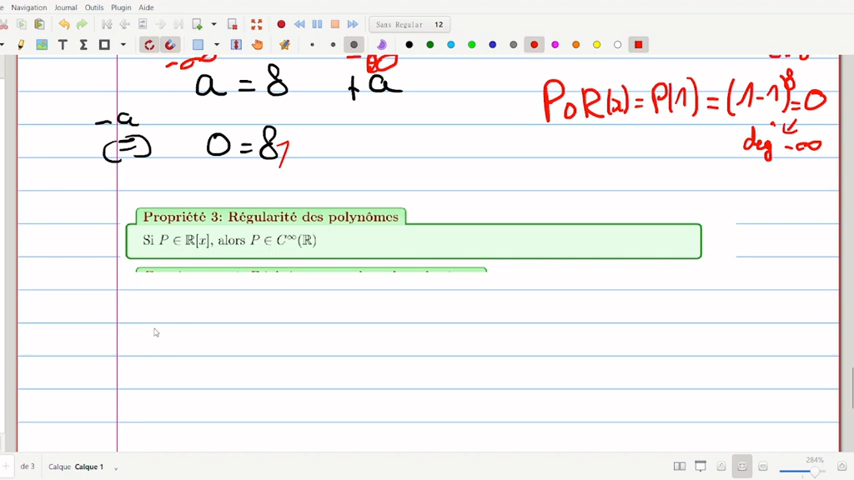 Navigation Journal Outils Plugin Aide
Sans Regular 12
a = 8 + a
P o R(x) = P(1) = (1-1)⁸ = 0
deg - ∞
- a
⇔ 0 = 8
Propriété 3: Régularité des polynômes
Si P ∈ ℝ[x], alors P ∈ C∞(ℝ)
de 3 Calque Calque 1 284%